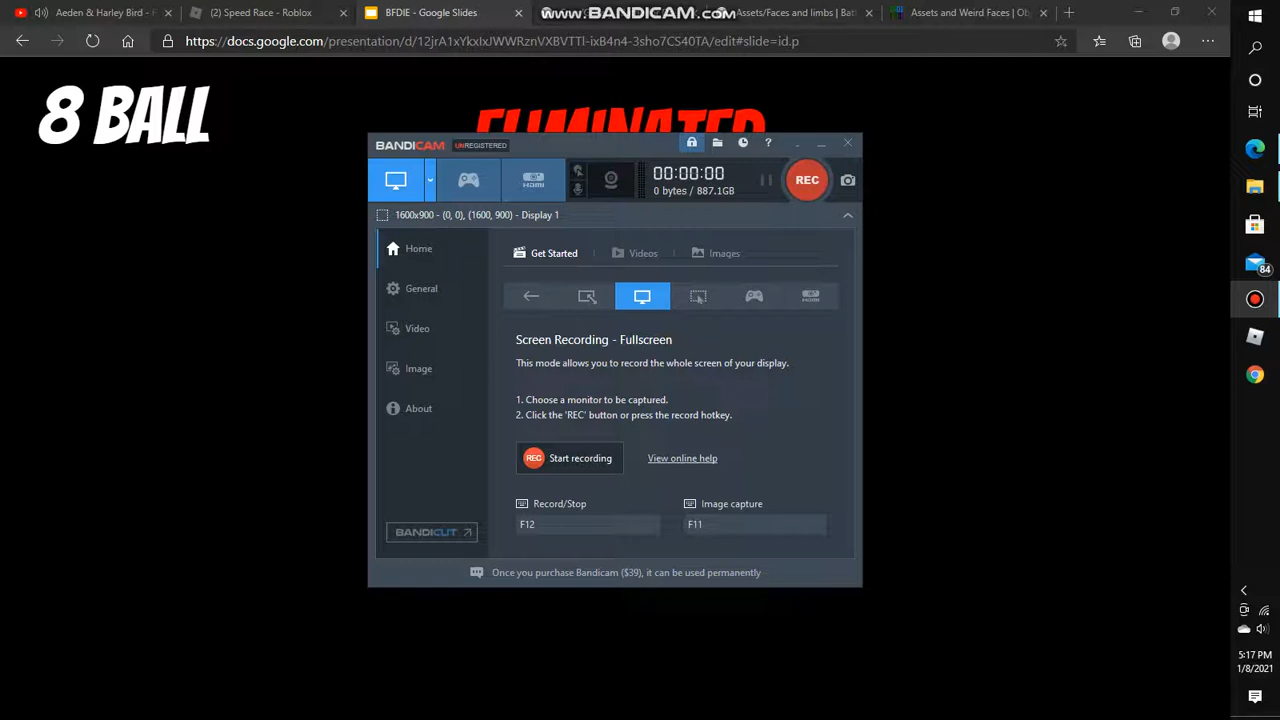 Aeden & Harley Bird -
(2) Speed Race - Roblox
BFDIE - Google Slides
www.BANDICAM.com
Assets/Faces and limbs | Bat
Assets and Weird Faces | Ob
https://docs.google.com/presentation/d/12jrA1xYkxIxJWWRznVXBVTTI-ixB4n4-3sho7CS40TA/edit#slide=id.p
8 BALL
ELIMINATED
BANDICAM UNREGISTERED
HDMI
00:00:00
0 bytes / 887.1GB
REC
1600x900 - (0, 0), (1600, 900) - Display 1
Home
General
Video
Image
About
BANDICUT
Get Started
Videos
Images
HDMI
Screen Recording - Fullscreen
This mode allows you to record the whole screen of your display.
1. Choose a monitor to be captured.
2. Click the 'REC' button or press the record hotkey.
REC Start recording
View online help
Record/Stop
F12
Image capture
F11
Once you purchase Bandicam ($39), it can be used permanently
84
5:17 PM
1/8/2021